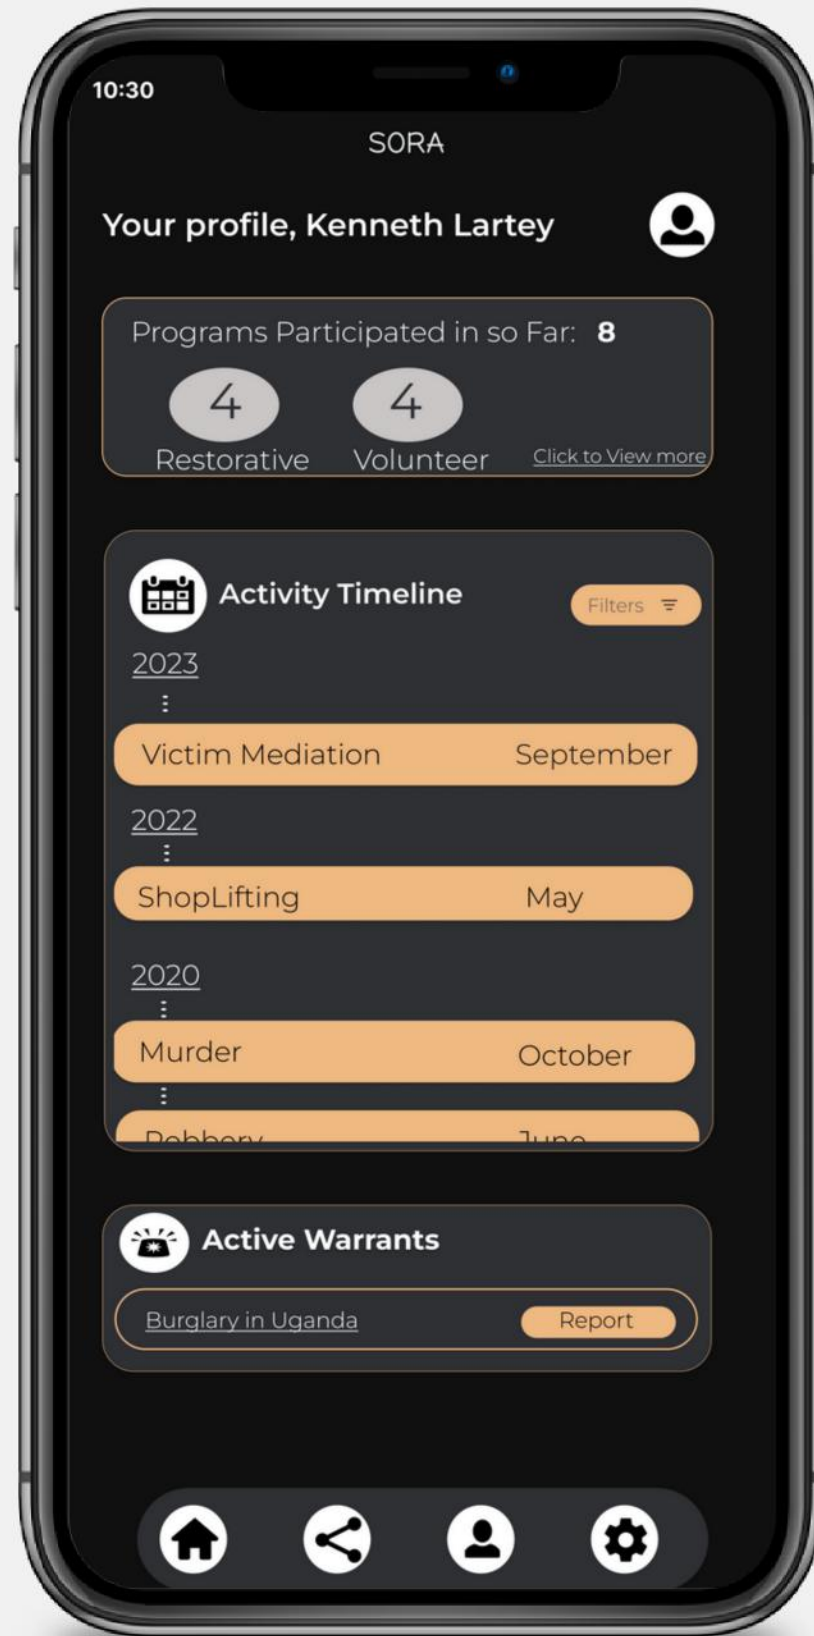 10:30
SORA
Your profile, Kenneth Lartey
Programs Participated in so Far: 8
4 4
Restorative Volunteer Click to View more
Activity Timeline
Filters
2023
Victim Mediation September
2022
ShopLifting May
2020
Murder October
Robbery June
Active Warrants
Burglary in Uganda Report